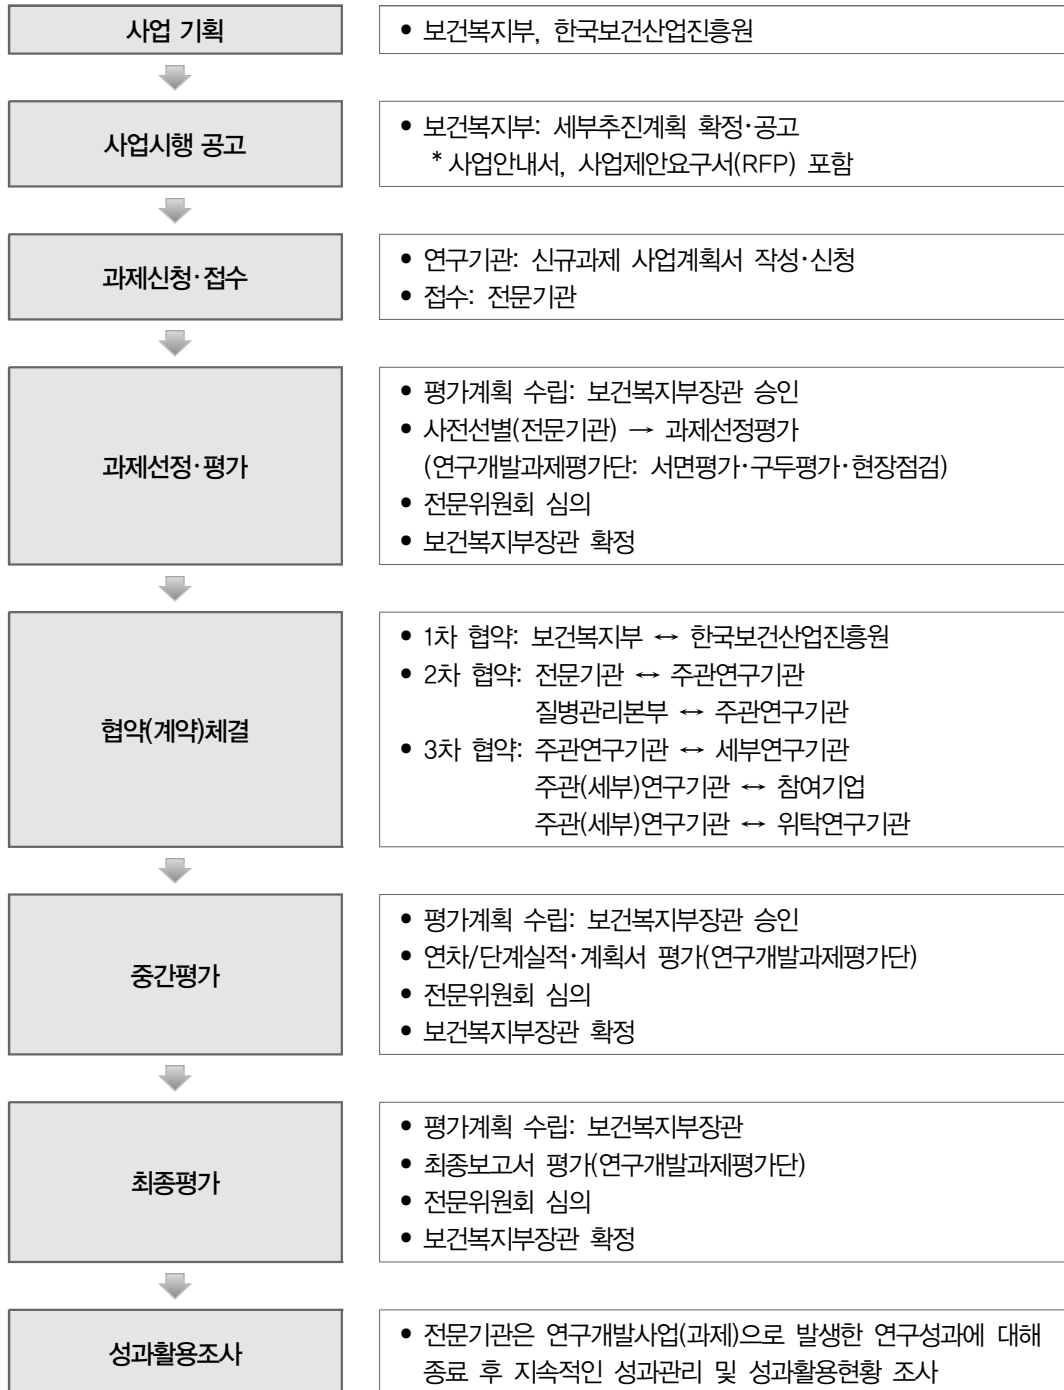 사업 기획
• 보건복지부, 한국보건산업진흥원
사업시행 공고
• 보건복지부: 세부추진계획 확정·공고
* 사업안내서, 사업제안요구서(RFP) 포함
과제신청·접수
• 연구기관: 신규과제 사업계획서 작성·신청
• 접수: 전문기관
과제선정·평가
• 평가계획 수립: 보건복지부장관 승인
• 사전선별(전문기관) → 과제선정평가
(연구개발과제평가단: 서면평가·구두평가·현장점검)
• 전문위원회 심의
• 보건복지부장관 확정
협약(계약)체결
• 1차 협약: 보건복지부 ↔ 한국보건산업진흥원
• 2차 협약: 전문기관 ↔ 주관연구기관
질병관리본부 ↔ 주관연구기관
• 3차 협약: 주관연구기관 ↔ 세부연구기관
주관(세부)연구기관 ↔ 참여기업
주관(세부)연구기관 ↔ 위탁연구기관
중간평가
• 평가계획 수립: 보건복지부장관 승인
• 연차/단계실적·계획서 평가(연구개발과제평가단)
• 전문위원회 심의
• 보건복지부장관 확정
최종평가
• 평가계획 수립: 보건복지부장관
• 최종보고서 평가(연구개발과제평가단)
• 전문위원회 심의
• 보건복지부장관 확정
성과활용조사
• 전문기관은 연구개발사업(과제)으로 발생한 연구성과에 대해
종료 후 지속적인 성과관리 및 성과활용현황 조사